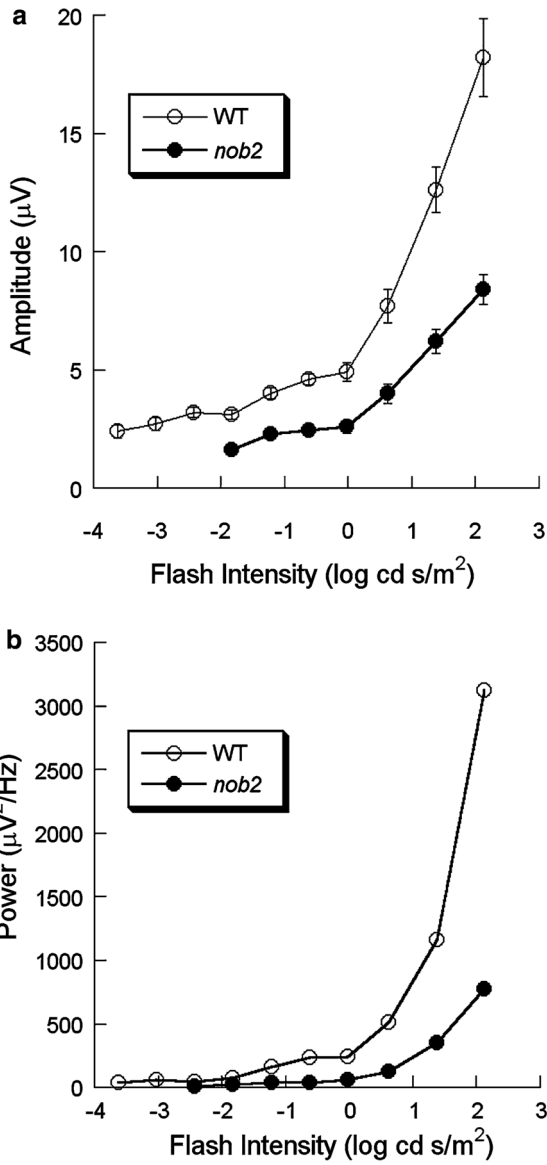 a
20
15
10
5
0
Amplitude (μV)
WT
nob2
-4 -3 -2 -1 0 1 2 3
Flash Intensity (log cd s/m²)
b
3500
3000
2500
2000
1500
1000
500
0
Power (μV²/Hz)
WT
nob2
-4 -3 -2 -1 0 1 2 3
Flash Intensity (log cd s/m²)